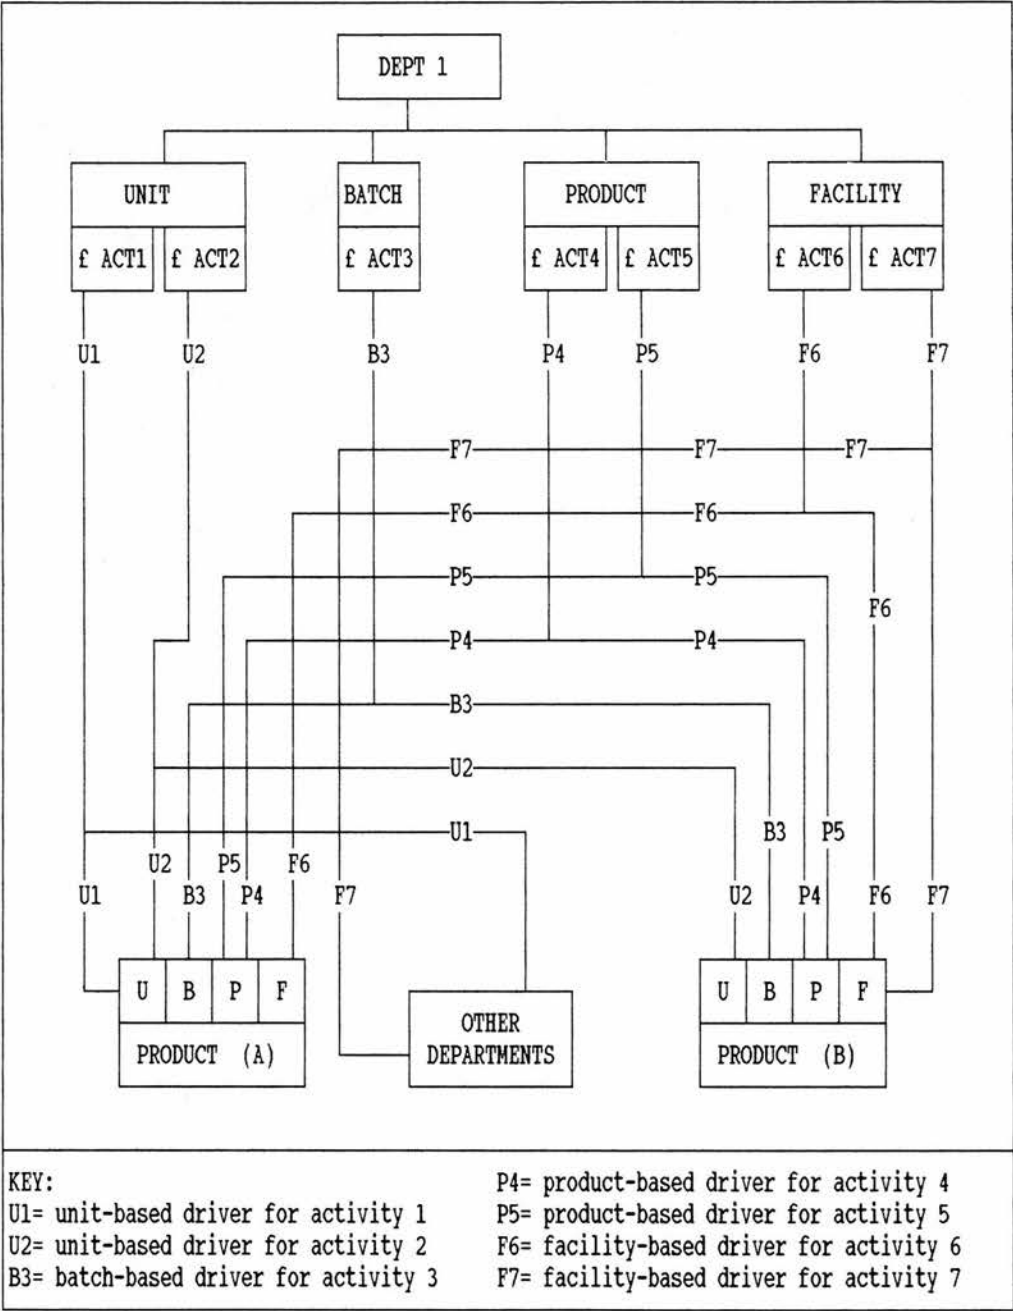 DEPT 1
UNIT BATCH PRODUCT FACILITY
£ ACT1 £ ACT2 £ ACT3 £ ACT4 £ ACT5 £ ACT6 £ ACT7
U1 U2 B3 P4 P5 F6 F7
F7 F7 F7
F6 F6
P5 P5
F6
P4 P4
B3
U2
U1 B3 P5
U2 P5 F6
U1 B3 P4 F7 U2 P4 F6 F7
U B P F U B P F
OTHER
PRODUCT (A) DEPARTMENTS PRODUCT (B)
KEY:
U1= unit-based driver for activity 1
U2= unit-based driver for activity 2
B3= batch-based driver for activity 3
P4= product-based driver for activity 4
P5= product-based driver for activity 5
F6= facility-based driver for activity 6
F7= facility-based driver for activity 7